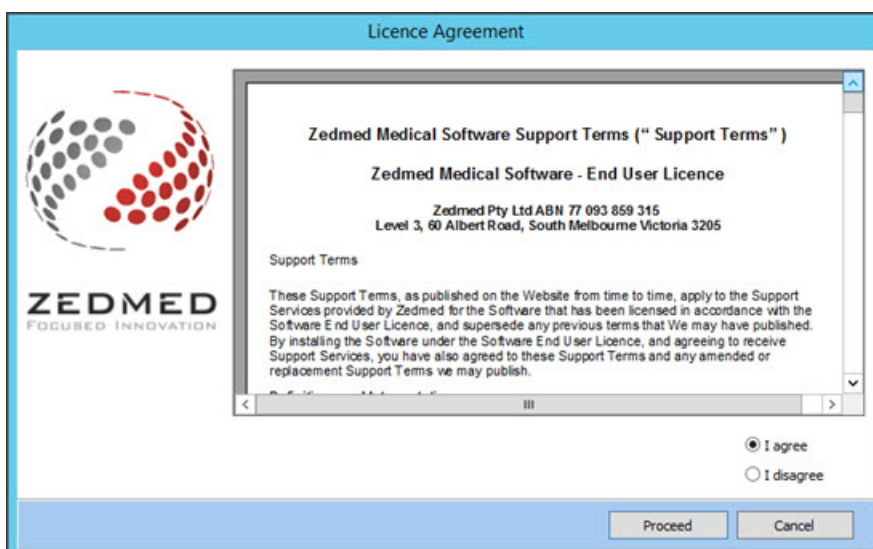 Licence Agreement
Zedmed Medical Software Support Terms (“ Support Terms” )
Zedmed Medical Software - End User Licence
Zedmed Pty Ltd ABN 77 093 859 315
Level 3, 60 Albert Road, South Melbourne Victoria 3205
Support Terms
These Support Terms, as published on the Website from time to time, apply to the Support
Services provided by Zedmed for the Software that has been licensed in accordance with the
Software End User Licence, and supersede any previous terms that We may have published.
By installing the Software under the Software End User Licence, and agreeing to receive
Support Services, you have also agreed to these Support Terms and any amended or
replacement Support Terms we may publish.
ZEDMED
FOCUSED INNOVATION
I agree
I disagree
Proceed
Cancel